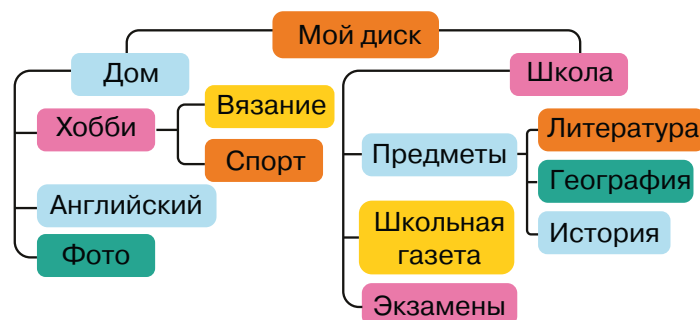 Мой диск
Дом
Школа
Хобби
Вязание
Спорт
Английский
Фото
Предметы
Литература
География
История
Школьная
газета
Экзамены